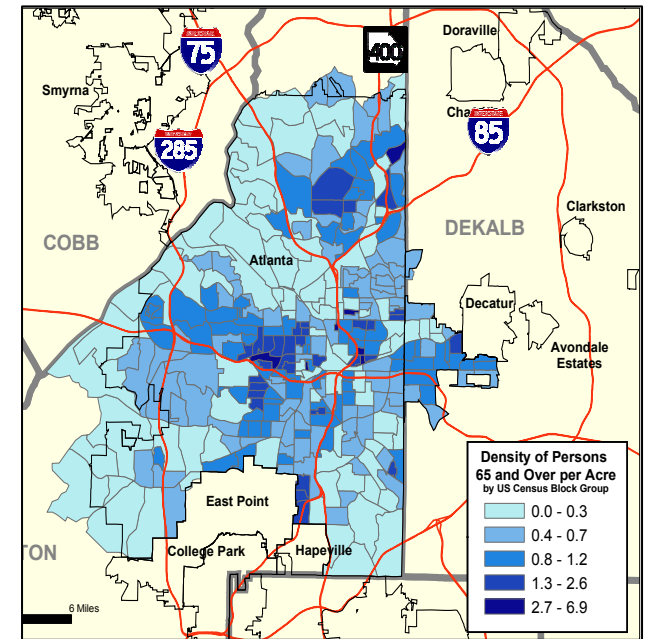 Doraville
75
400
Smyrna
Cha
85
285
Clarkston
COBB
DEKALB
Atlanta
Decatur
Avondale
Estates
Density of Persons
65 and Over per Acre
by US Census Block Group
0.0 - 0.3
0.4 - 0.7
0.8 - 1.2
1.3 - 2.6
2.7 - 6.9
East Point
TON
College Park
Hapeville
6 Miles